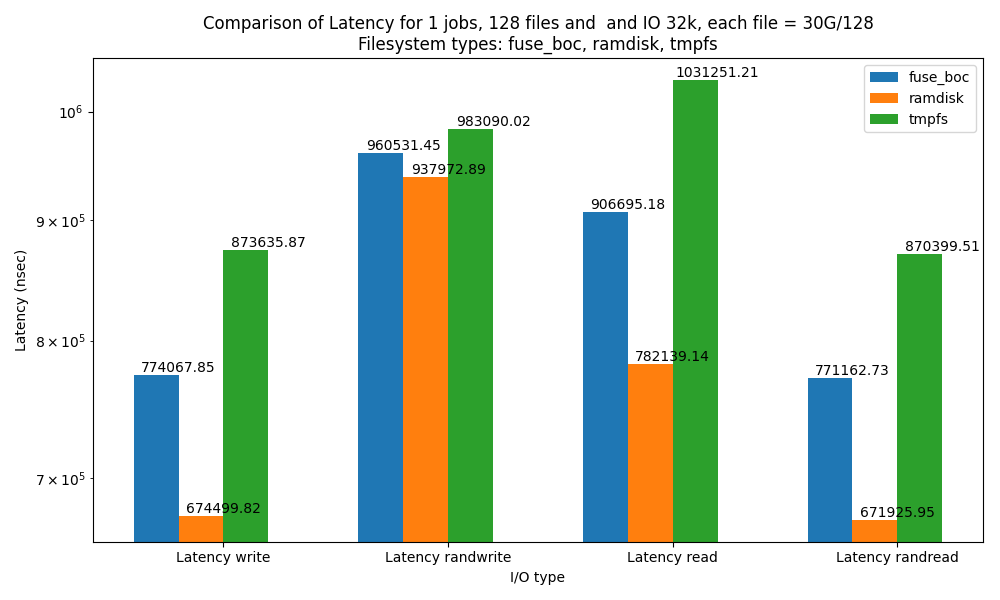 Comparison of Latency for 1 jobs, 128 files and  and IO 32k, each file = 30G/128
Filesystem types: fuse_boc, ramdisk, tmpfs
fuse_boc
ramdisk
tmpfs
Latency (nsec)
10⁶
9 × 10⁵
8 × 10⁵
7 × 10⁵
774067.85
674499.82
873635.87
960531.45
937972.89
983090.02
906695.18
782139.14
1031251.21
771162.73
671925.95
870399.51
Latency write
Latency randwrite
Latency read
Latency randread
I/O type